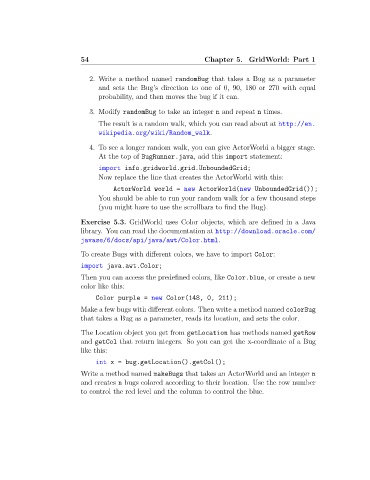 54 Chapter 5. GridWorld: Part 1
2. Write a method named randomBug that takes a Bug as a parameter
and sets the Bug's direction to one of 0, 90, 180 or 270 with equal
probability, and then moves the bug if it can.
3. Modify randomBug to take an integer n and repeat n times.
The result is a random walk, which you can read about at http://en.
wikipedia.org/wiki/Random_walk.
4. To see a longer random walk, you can give ActorWorld a bigger stage.
At the top of BugRunner.java, add this import statement:
import info.gridworld.grid.UnboundedGrid;
Now replace the line that creates the ActorWorld with this:
ActorWorld world = new ActorWorld(new UnboundedGrid());
You should be able to run your random walk for a few thousand steps
(you might have to use the scrollbars to find the Bug).
Exercise 5.3. GridWorld uses Color objects, which are defined in a Java
library. You can read the documentation at http://download.oracle.com/
javase/6/docs/api/java/awt/Color.html.
To create Bugs with different colors, we have to import Color:
import java.awt.Color;
Then you can access the predefined colors, like Color.blue, or create a new
color like this:
Color purple = new Color(148, 0, 211);
Make a few bugs with different colors. Then write a method named colorBug
that takes a Bug as a parameter, reads its location, and sets the color.
The Location object you get from getLocation has methods named getRow
and getCol that return integers. So you can get the x-coordinate of a Bug
like this:
int x = bug.getLocation().getCol();
Write a method named makeBugs that takes an ActorWorld and an integer n
and creates n bugs colored according to their location. Use the row number
to control the red level and the column to control the blue.